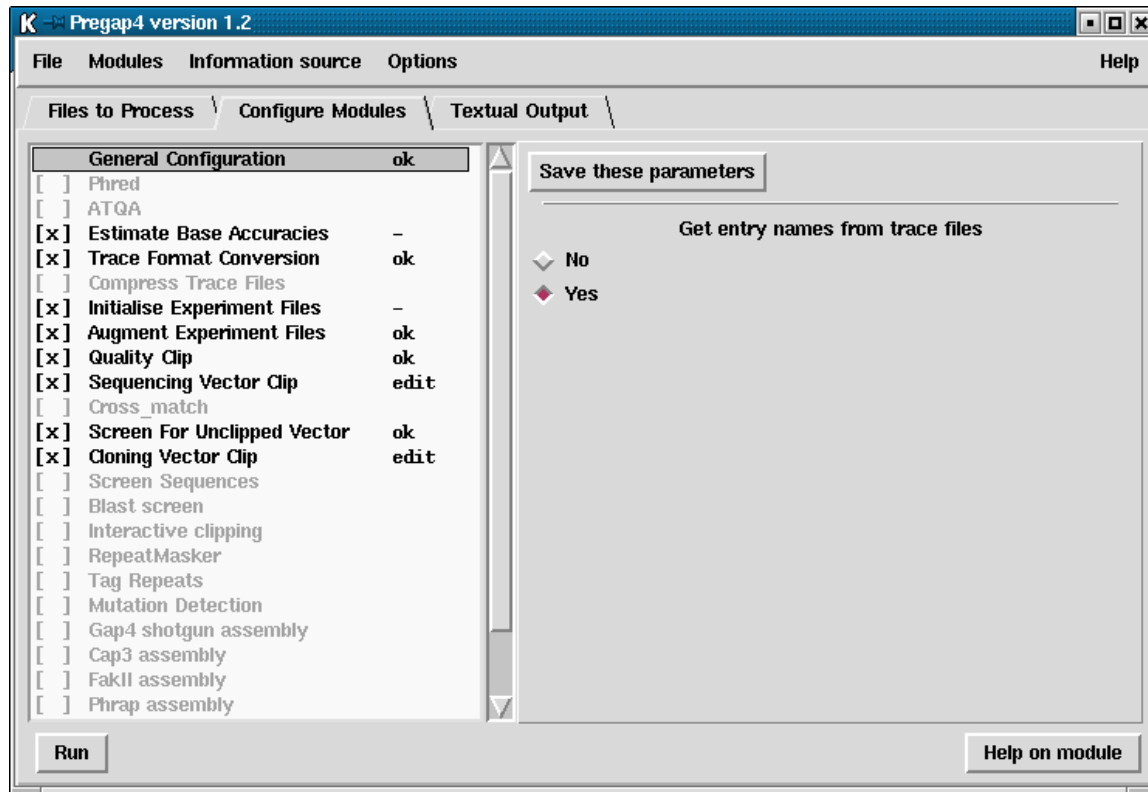 Pregap4 version 1.2
File Modules Information source Options Help
Files to Process Configure Modules Textual Output
General Configuration ok
[ ] Phred
[ ] ATQA
[x] Estimate Base Accuracies –
[x] Trace Format Conversion ok
[ ] Compress Trace Files
[x] Initialise Experiment Files –
[x] Augment Experiment Files ok
[x] Quality Clip ok
[x] Sequencing Vector Clip edit
[ ] Cross_match
[x] Screen For Unclipped Vector ok
[x] Cloning Vector Clip edit
[ ] Screen Sequences
[ ] Blast screen
[ ] Interactive clipping
[ ] RepeatMasker
[ ] Tag Repeats
[ ] Mutation Detection
[ ] Gap4 shotgun assembly
[ ] Cap3 assembly
[ ] FakII assembly
[ ] Phrap assembly
Save these parameters
Get entry names from trace files
No
Yes
Run
Help on module